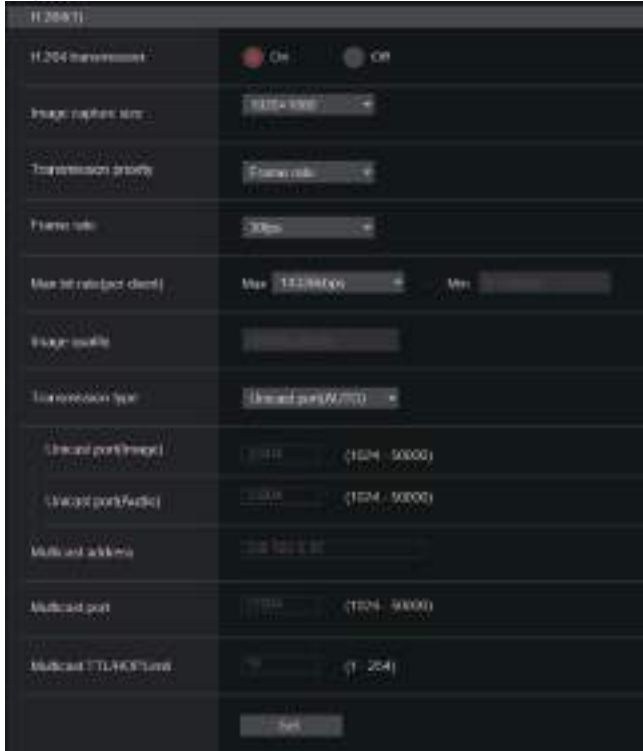 H.264(1)
H.264 transmission On Off
Image capture size
Transmission priority Frame rate
Frame rate 30fps
Max bit rate(per client) Max Min
Image quality
Transmission type Unicast port(AUTO)
Unicast port(Image) (1024 - 50000)
Unicast port(Audio) (1024 - 50000)
Multicast address
Multicast port (1024 - 50000)
Multicast TTL/HOPLimit (1 - 254)
Set